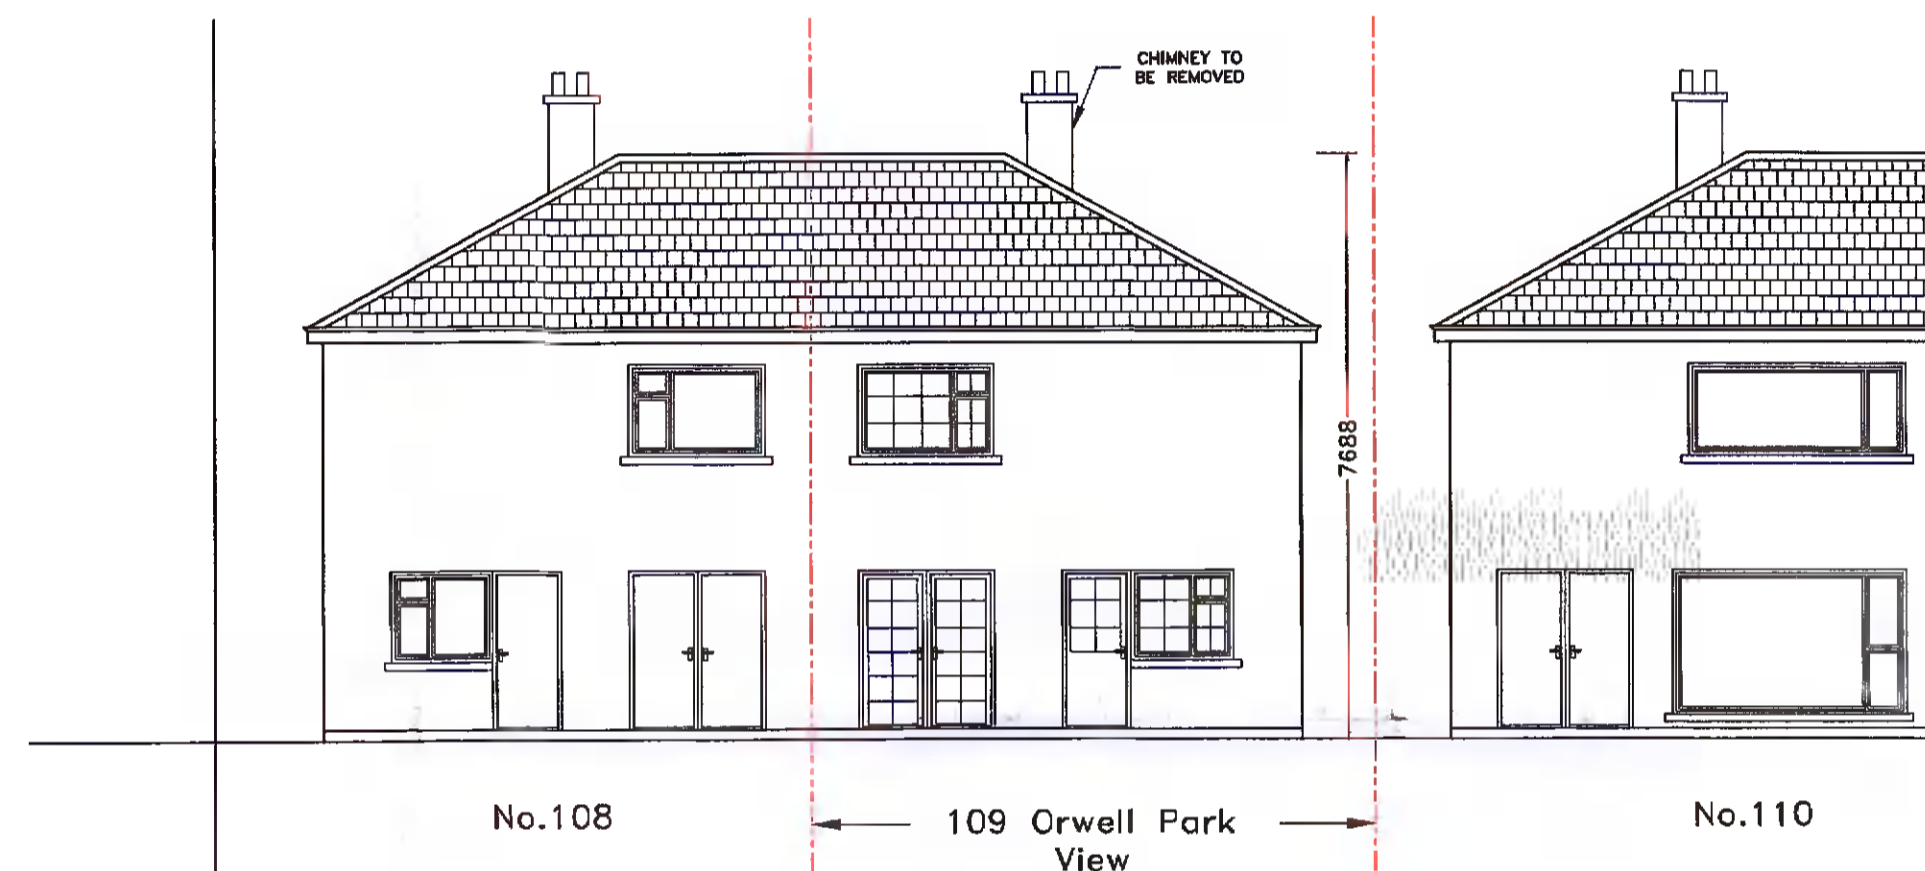 CHIMNEY TO
BE REMOVED
7688
No.108
109 Orwell Park
View
No.110